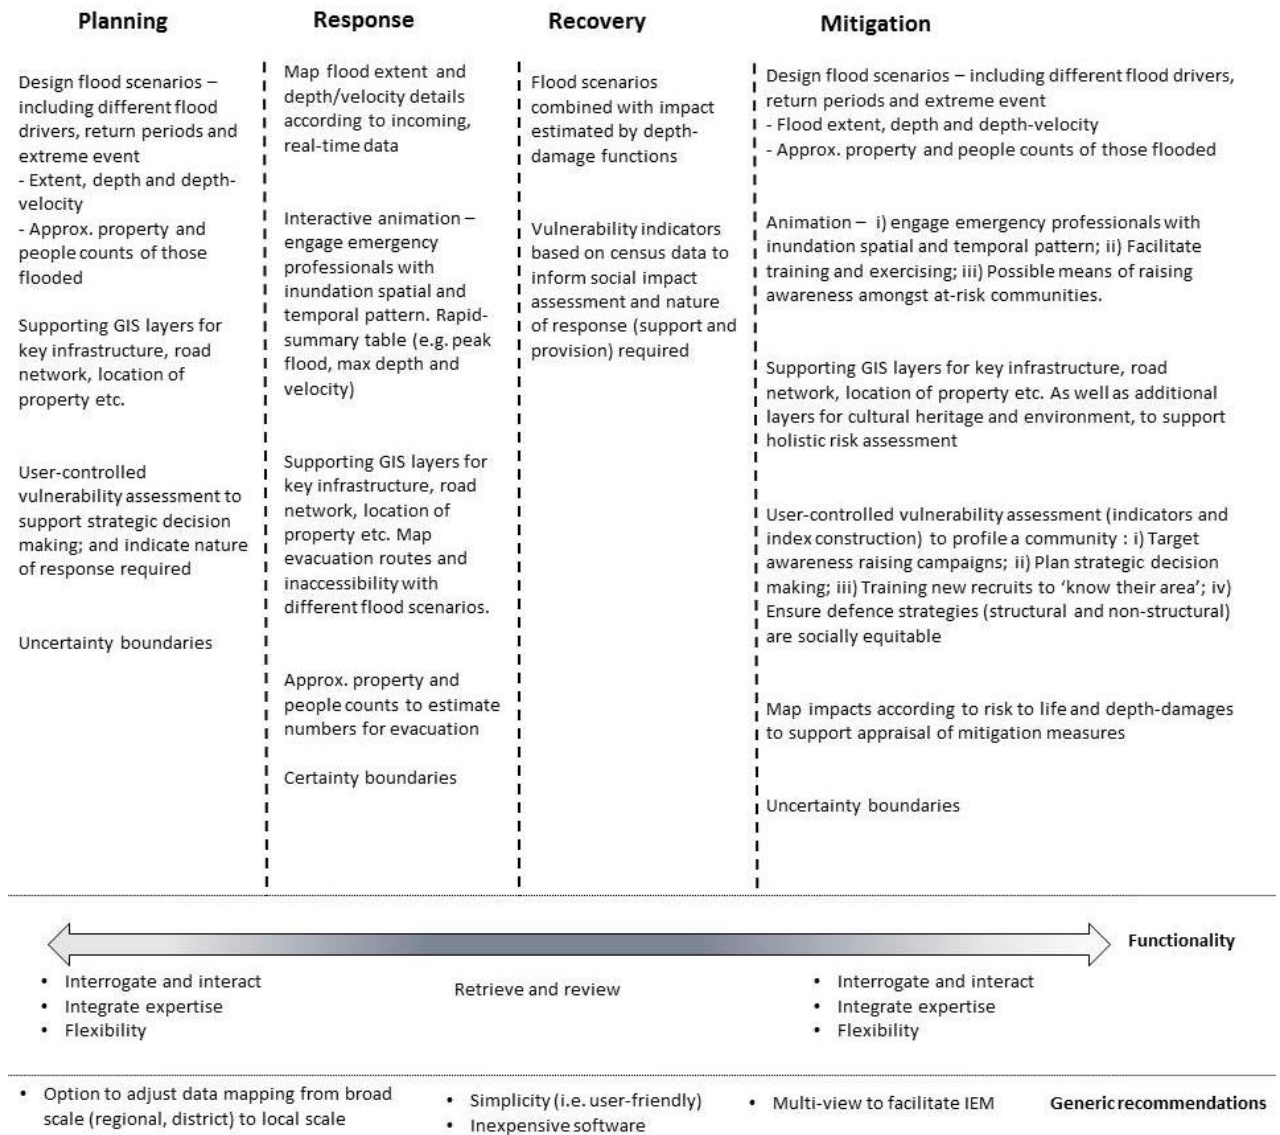 Planning
Response
Recovery
Mitigation
Design flood scenarios –
including different flood
drivers, return periods and
extreme event
- Extent, depth and depth-
velocity
- Approx. property and
people counts of those
flooded
Supporting GIS layers for
key infrastructure, road
network, location of
property etc.
User-controlled
vulnerability assessment to
support strategic decision
making; and indicate nature
of response required
Uncertainty boundaries
Map flood extent and
depth/velocity details
according to incoming,
real-time data
Interactive animation –
engage emergency
professionals with
inundation spatial and
temporal pattern. Rapid-
summary table (e.g. peak
flood, max depth and
velocity)
Supporting GIS layers for
key infrastructure, road
network, location of
property etc. Map
evacuation routes and
inaccessibility with
different flood scenarios.
Approx. property and
people counts to estimate
numbers for evacuation
Certainty boundaries
Flood scenarios
combined with impact
estimated by depth-
damage functions
Vulnerability indicators
based on census data to
inform social impact
assessment and nature
of response (support and
provision) required
Design flood scenarios – including different flood drivers,
return periods and extreme event
- Flood extent, depth and depth-velocity
- Approx. property and people counts of those flooded
Animation – i) engage emergency professionals with
inundation spatial and temporal pattern; ii) Facilitate
training and exercising; iii) Possible means of raising
awareness amongst at-risk communities.
Supporting GIS layers for key infrastructure, road
network, location of property etc. As well as additional
layers for cultural heritage and environment, to support
holistic risk assessment
User-controlled vulnerability assessment (indicators and
index construction) to profile a community : i) Target
awareness raising campaigns; ii) Plan strategic decision
making; iii) Training new recruits to ‘know their area’; iv)
Ensure defence strategies (structural and non-structural)
are socially equitable
Map impacts according to risk to life and depth-damages
to support appraisal of mitigation measures
Uncertainty boundaries
Functionality
• Interrogate and interact
• Integrate expertise
• Flexibility
Retrieve and review
• Interrogate and interact
• Integrate expertise
• Flexibility
• Option to adjust data mapping from broad
scale (regional, district) to local scale
• Simplicity (i.e. user-friendly)
• Inexpensive software
• Multi-view to facilitate IEM
Generic recommendations